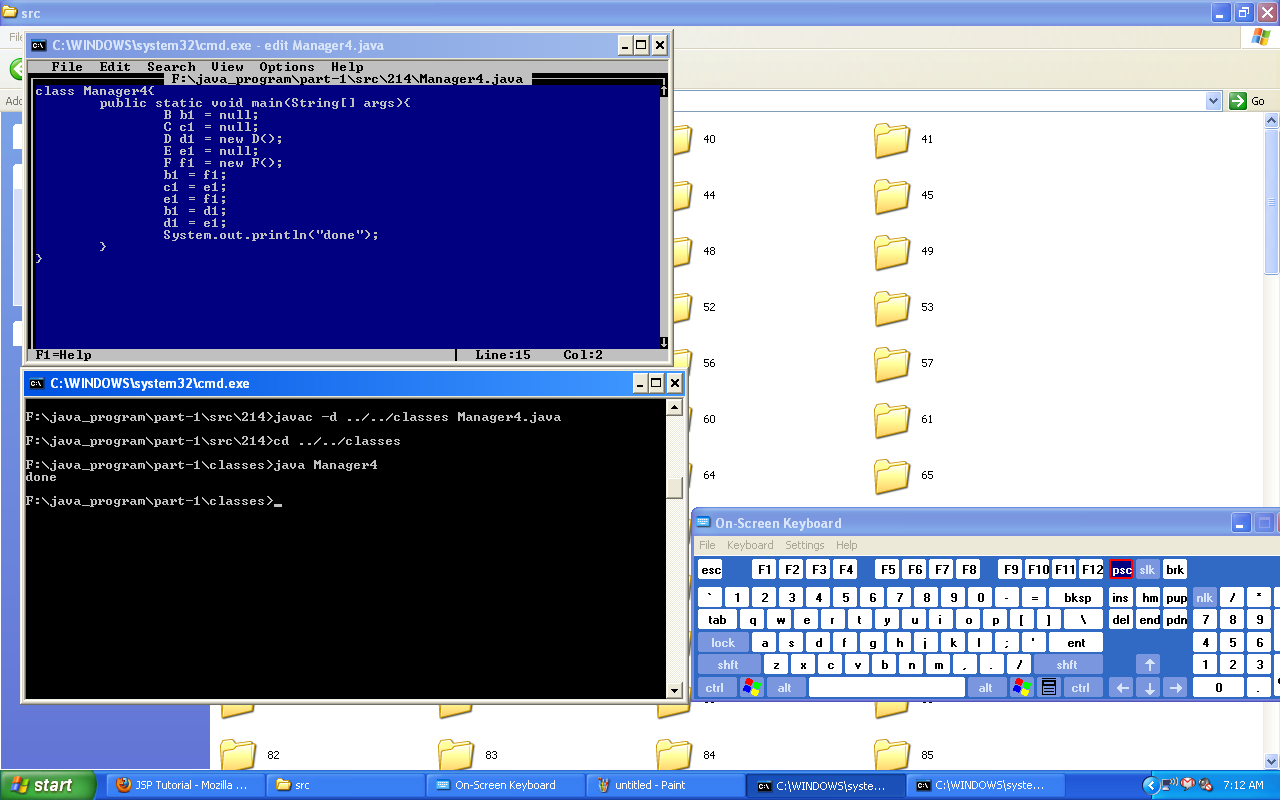 src
File
C:\WINDOWS\system32\cmd.exe - edit Manager4.java
File Edit Search View Options Help
F:\java_program\part-1\src\214\Manager4.java
class Manager4{
public static void main(String[] args){
B b1 = null;
C c1 = null;
D d1 = new D();
E e1 = null;
F f1 = new F();
b1 = f1;
c1 = e1;
e1 = f1;
b1 = d1;
d1 = e1;
System.out.println("done");
}
}
F1=Help Line:15 Col:2
Go
40 41
44 45
48 49
52 53
56 57
60 61
64 65
C:\WINDOWS\system32\cmd.exe
F:\java_program\part-1\src\214>javac -d ../../classes Manager4.java
F:\java_program\part-1\src\214>cd ../../classes
F:\java_program\part-1\classes>java Manager4
done
F:\java_program\part-1\classes>_
On-Screen Keyboard
File Keyboard Settings Help
esc F1 F2 F3 F4 F5 F6 F7 F8 F9 F10 F11 F12 psc slk brk
` 1 2 3 4 5 6 7 8 9 0 - = bksp ins hm pup nlk / *
tab q w e r t y u i o p [ ] \ del end pdn 7 8 9
lock a s d f g h j k l ; ' ent 4 5 6
shft z x c v b n m , . / shft ↑ 1 2 3
ctrl alt alt ctrl ← ↓ → 0 .
82 83 84 85
start JSP Tutorial - Mozilla ... src On-Screen Keyboard untitled - Paint C:\WINDOWS\syste... C:\WINDOWS\syste... 7:12 AM